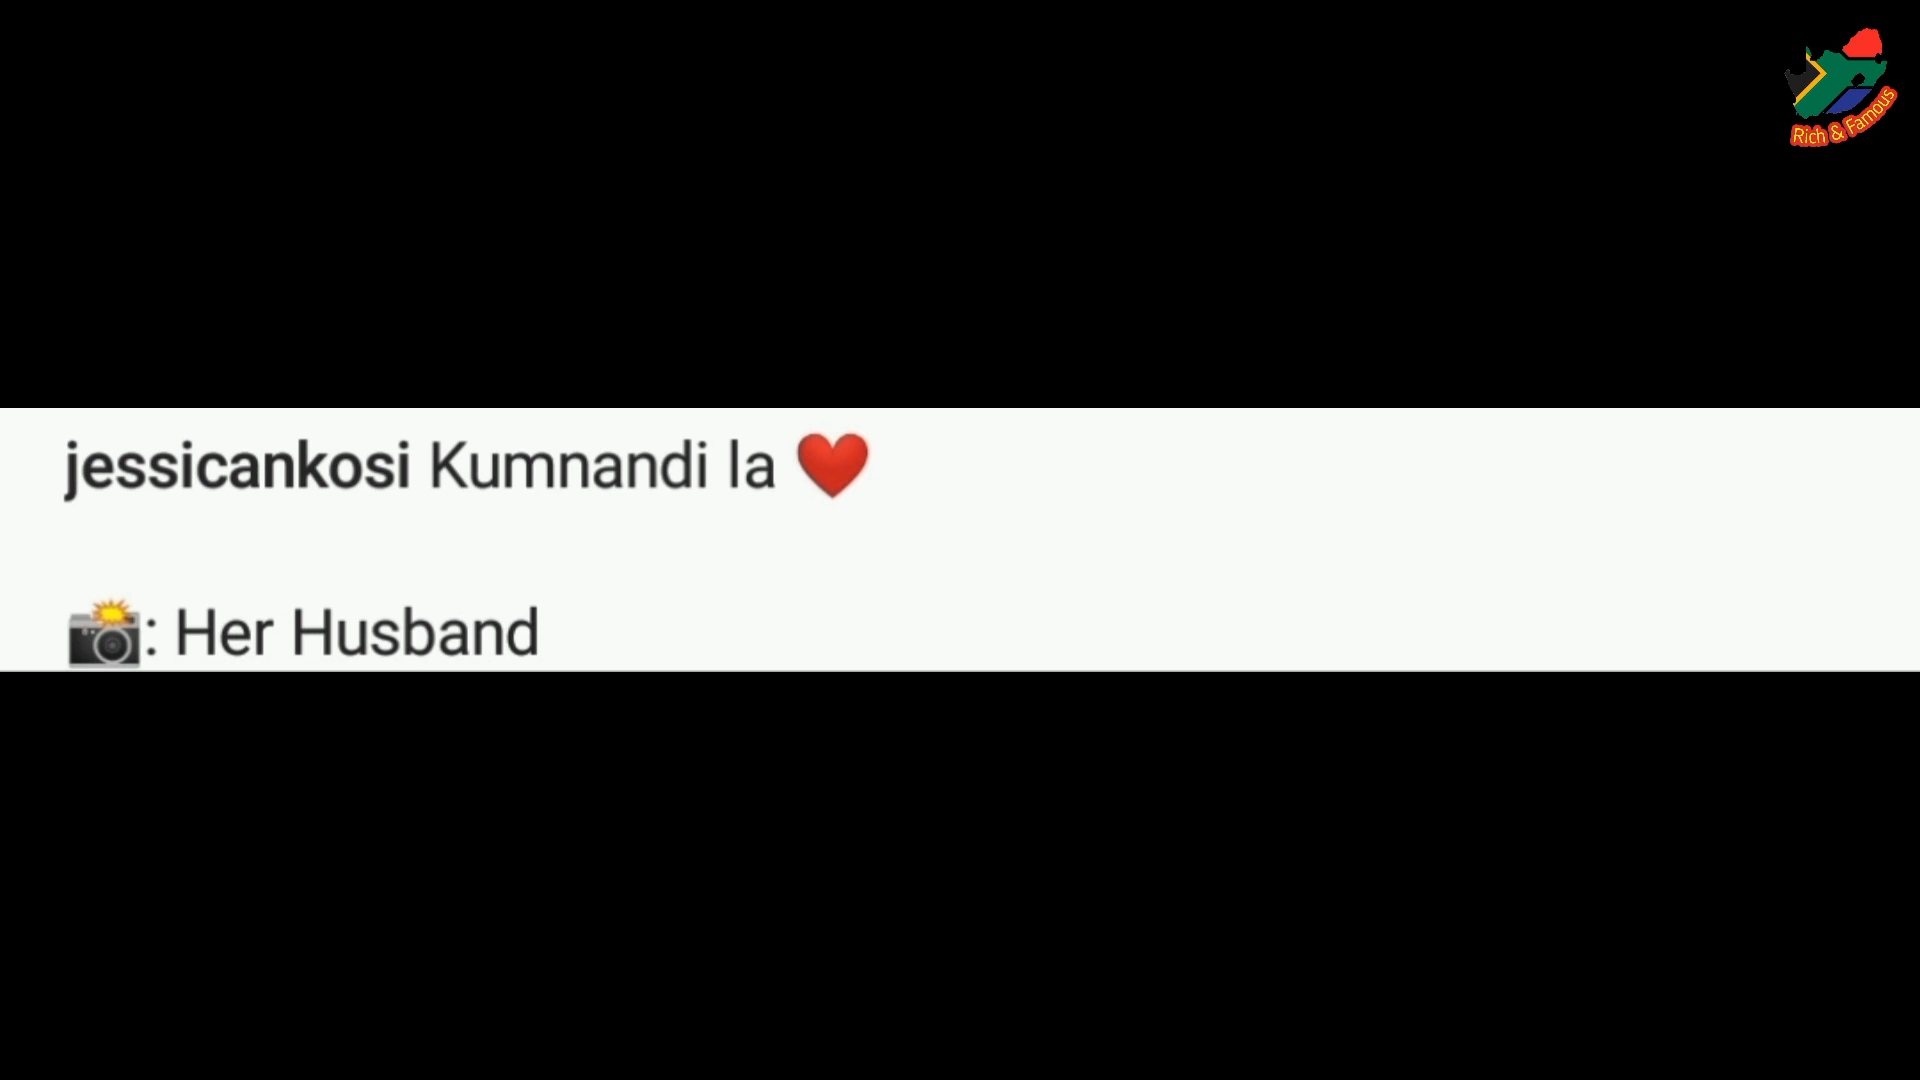 Rich & Famous
jessicankosi Kumnandi la ❤️
📸: Her Husband